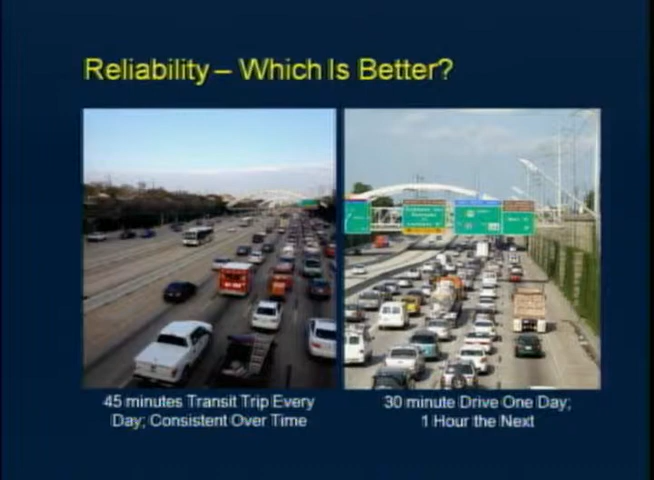 Reliability – Which Is Better?
45 minutes Transit Trip Every
Day; Consistent Over Time
30 minute Drive One Day;
1 Hour the Next